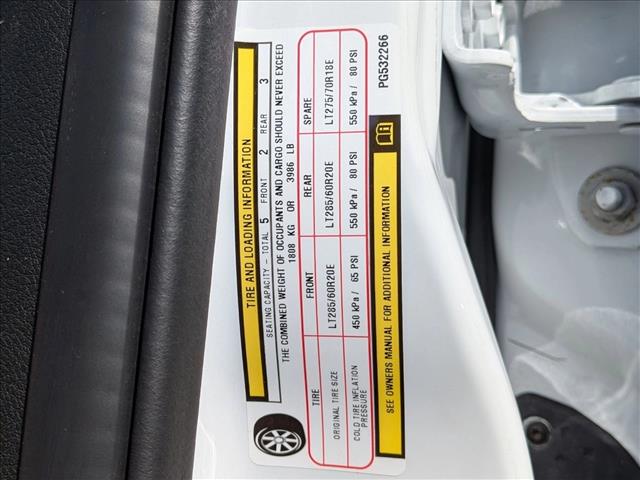 TIRE AND LOADING INFORMATION
SEATING CAPACITY - TOTAL 5 FRONT 2 REAR 3
THE COMBINED WEIGHT OF OCCUPANTS AND CARGO SHOULD NEVER EXCEED
1808 KG OR 3986 LB
TIRE FRONT REAR SPARE
ORIGINAL TIRE SIZE LT285/60R20E LT285/60R20E LT275/70R18E
COLD TIRE INFLATION PRESSURE 450 kPa / 65 PSI 550 kPa / 80 PSI 550 kPa / 80 PSI
SEE OWNERS MANUAL FOR ADDITIONAL INFORMATION
PG532266